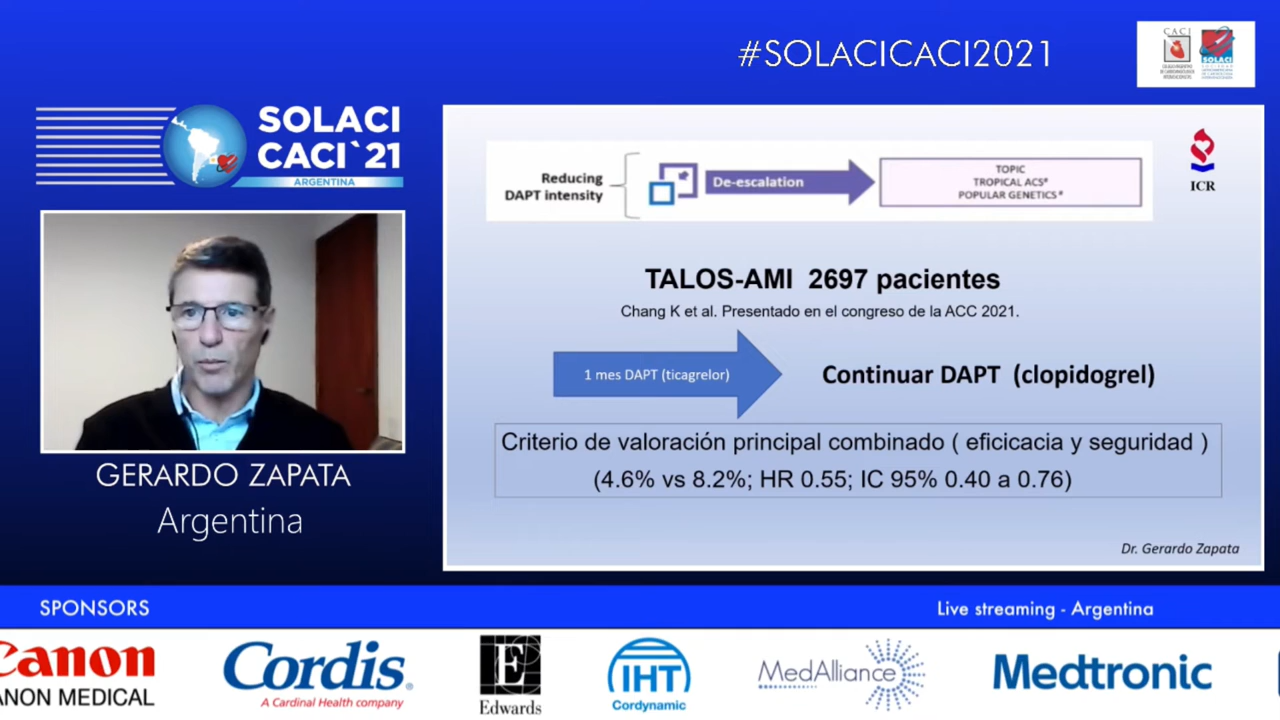 #SOLACICACI2021
CACI
SOLACI
SOLACI
CACI`21
ARGENTINA
GERARDO ZAPATA
Argentina
Reducing
DAPT intensity
De-escalation
TOPIC
TROPICAL ACS#
POPULAR GENETICS #
ICR
TALOS-AMI 2697 pacientes
Chang K et al. Presentado en el congreso de la ACC 2021.
1 mes DAPT (ticagrelor)
Continuar DAPT (clopidogrel)
Criterio de valoración principal combinado ( eficicacia y seguridad )
(4.6% vs 8.2%; HR 0.55; IC 95% 0.40 a 0.76)
Dr. Gerardo Zapata
SPONSORS
Live streaming - Argentina
Canon
ANON MEDICAL
Cordis
A Cardinal Health company
E
Edwards
IHT
Cordynamic
MedAlliance
Medtronic